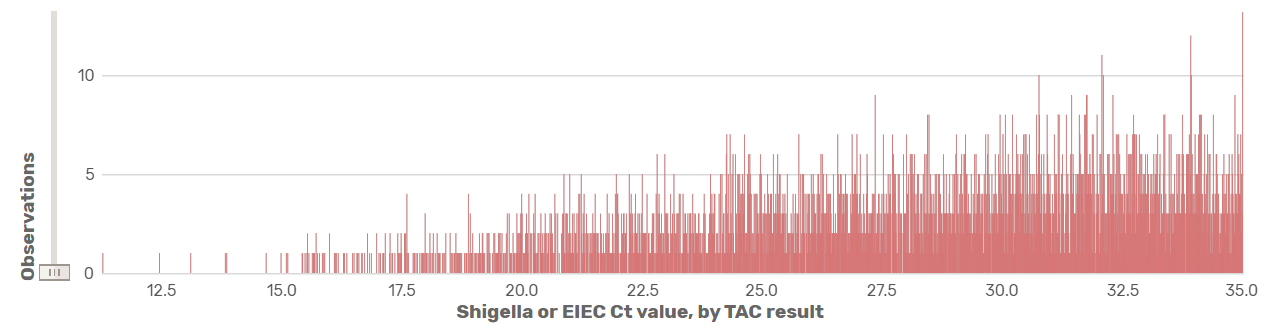 10
5
0
Observations
12.5 15.0 17.5 20.0 22.5 25.0 27.5 30.0 32.5 35.0
Shigella or EIEC Ct value, by TAC result